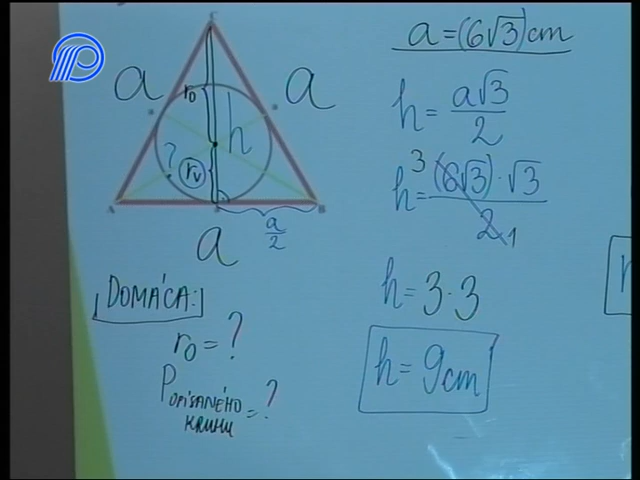 a = (6√3) cm
C
a
a
r₀
h
h = a√3/2
?
rᵥ
h = (6√3)·√3/2
3
1
A
B
a/2
a
h = 3·3
DOMÁCA:
r₀ = ?
h = 9cm
P OPÍSANÉHO KRUHU = ?